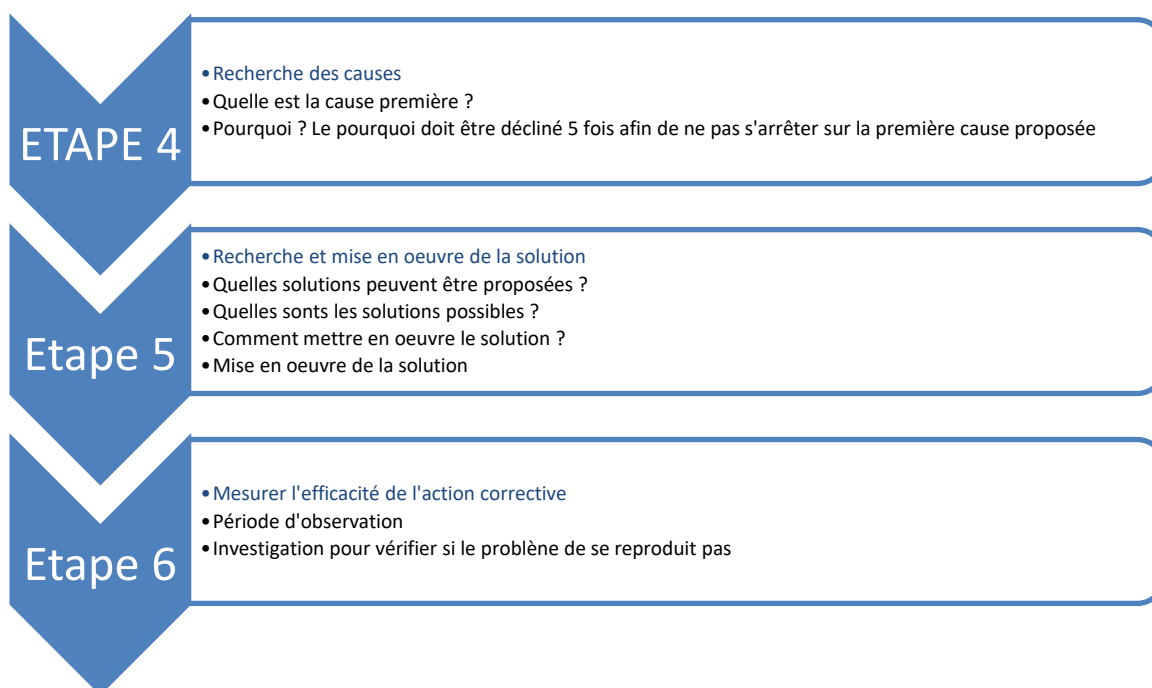 ETAPE 4
•Recherche des causes
•Quelle est la cause première ?
•Pourquoi ? Le pourquoi doit être décliné 5 fois afin de ne pas s'arrêter sur la première cause proposée
Etape 5
•Recherche et mise en oeuvre de la solution
•Quelles solutions peuvent être proposées ?
•Quelles sonts les solutions possibles ?
•Comment mettre en oeuvre le solution ?
•Mise en oeuvre de la solution
Etape 6
•Mesurer l'efficacité de l'action corrective
•Période d'observation
•Investigation pour vérifier si le problène de se reproduit pas